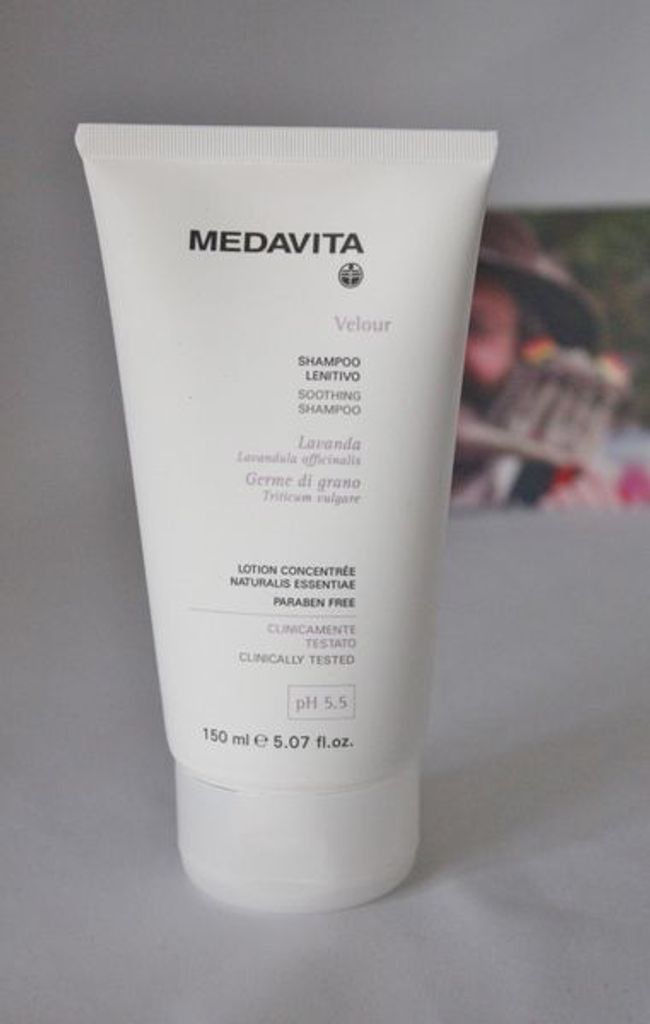 MEDAVITA
Velour
SHAMPOO
LENITIVO
SOOTHING
SHAMPOO
Lavanda
Lavandula officinalis
Germe di grano
Triticum vulgare
LOTION CONCENTRÉE
NATURALIS ESSENTIAE
PARABEN FREE
CLINICAMENTE
TESTATO
CLINICALLY TESTED
pH 5.5
150 ml ℮ 5.07 fl.oz.